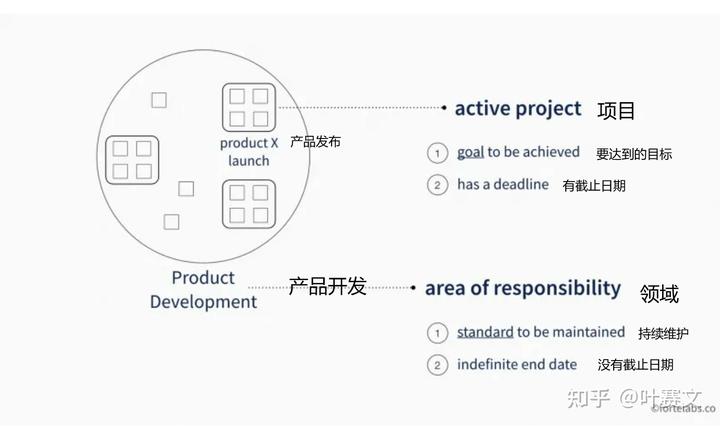 active project 项目
product X 产品发布
launch
1 goal to be achieved 要达到的目标
2 has a deadline 有截止日期
Product
Development 产品开发
area of responsibility 领域
1 standard to be maintained 持续维护
2 indefinite end date 没有截止日期
知乎 @叶赛文
©fortelabs.co